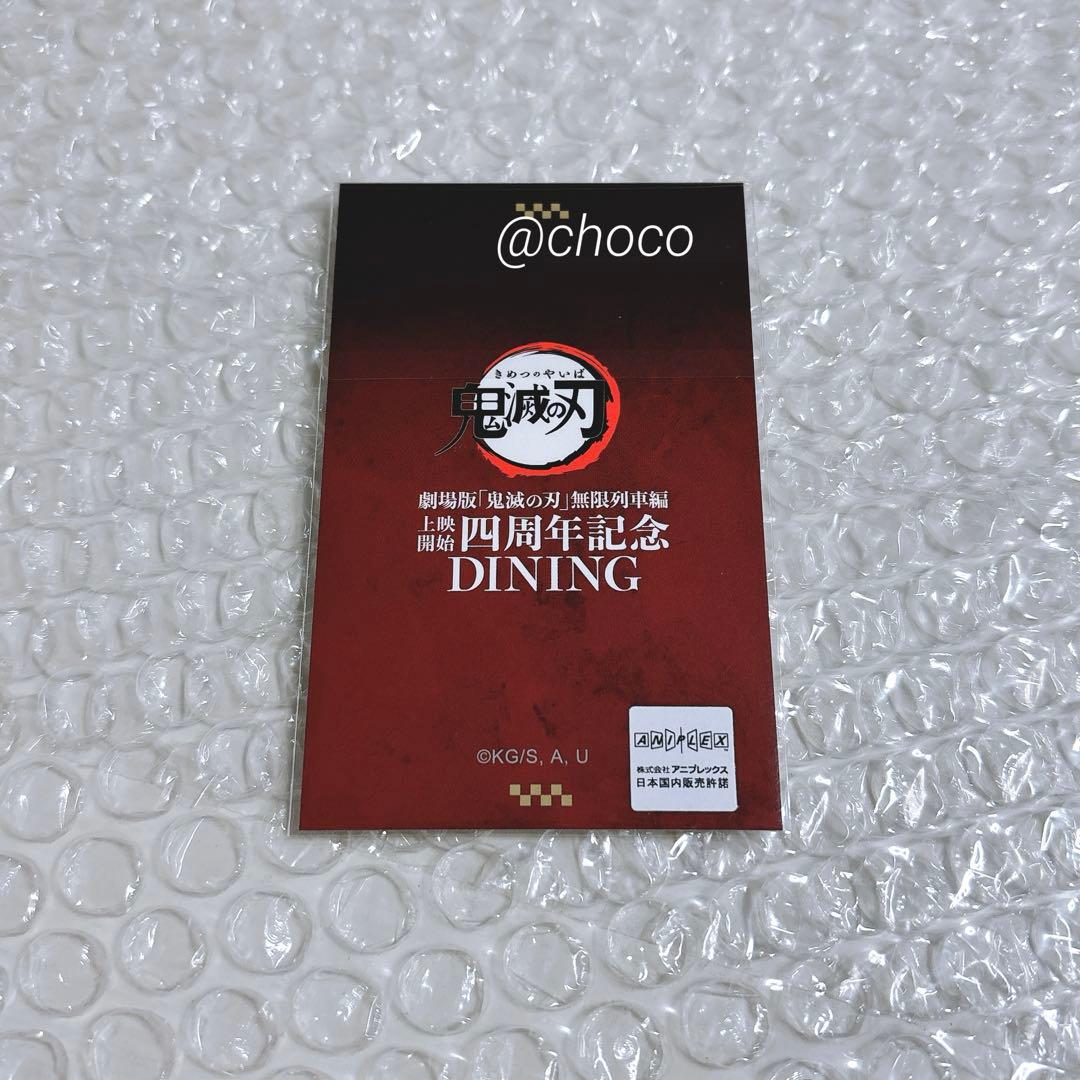 @choco
きめつのやいば
鬼滅の刃
劇場版「鬼滅の刃」無限列車編
上映開始 四周年記念
DINING
©KG/S, A, U
ANIPLEX™
株式会社 アニプレックス
日本国内販売許諾